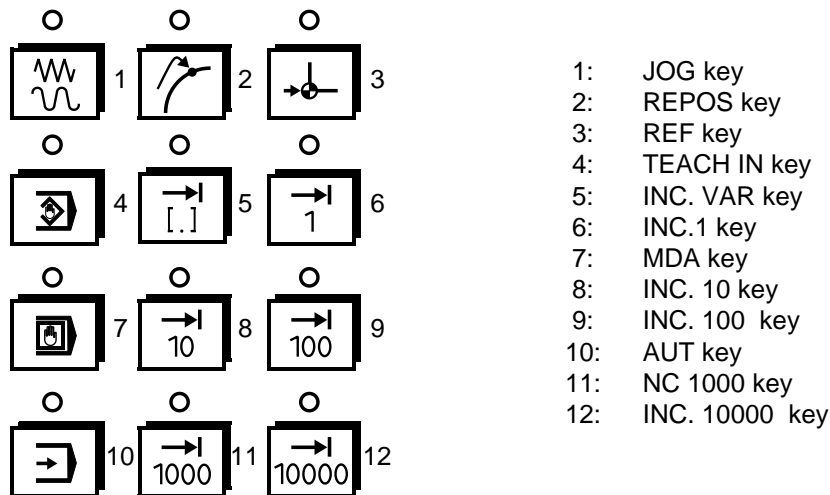 1 2 3
4 [.] 5 1 6
7 10 8 100 9
10 1000 11 10000 12
1: JOG key
2: REPOS key
3: REF key
4: TEACH IN key
5: INC. VAR key
6: INC.1 key
7: MDA key
8: INC. 10 key
9: INC. 100 key
10: AUT key
11: NC 1000 key
12: INC. 10000 key